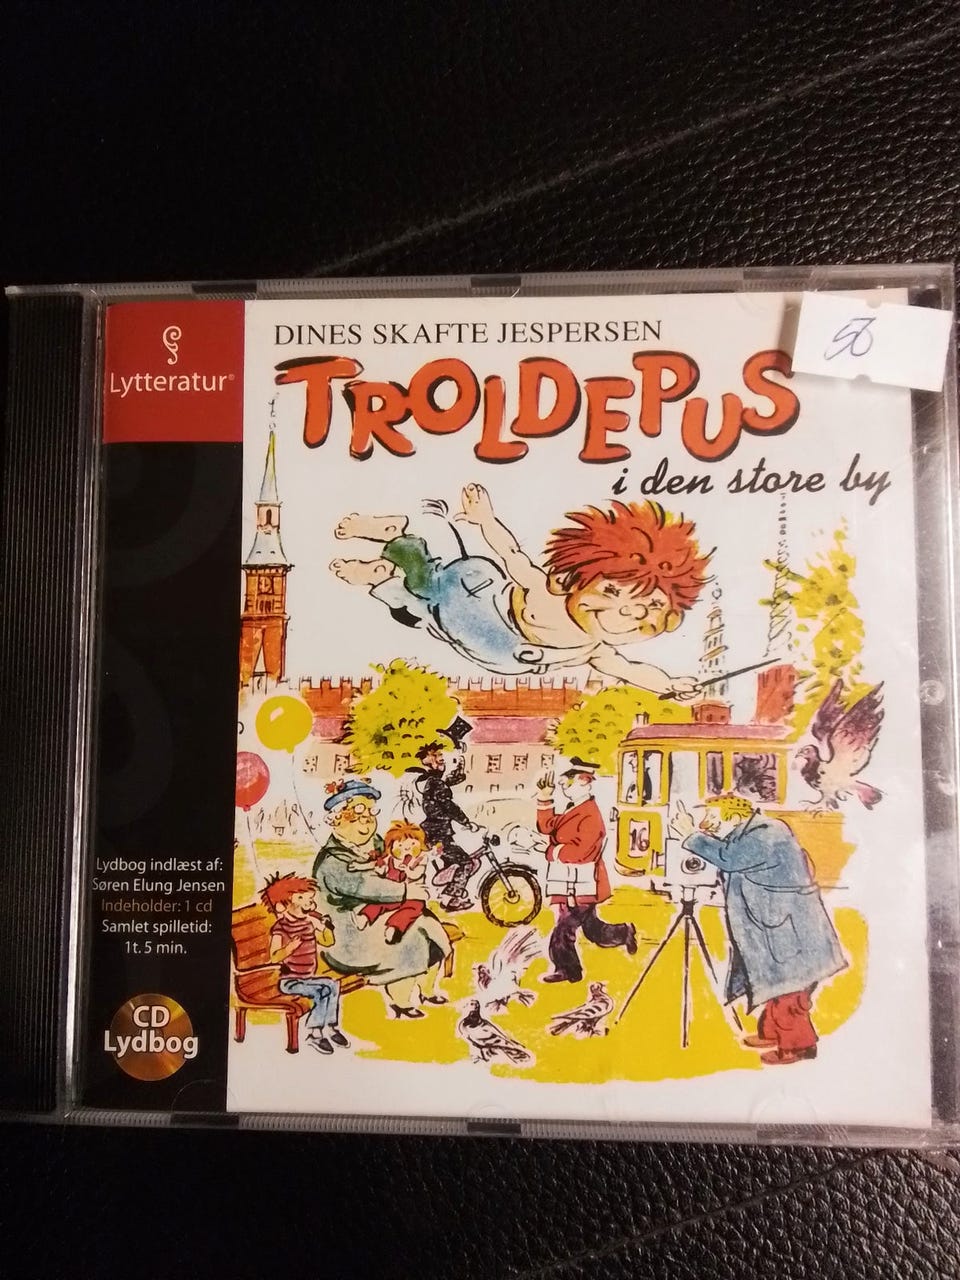 Lytteratur®
DINES SKAFTE JESPERSEN
TROLDEPUS
i den store by
50
16
Lydbog indlæst af:
Søren Elung Jensen
Indeholder: 1 cd
Samlet spilletid:
1t. 5 min.
CD
Lydbog